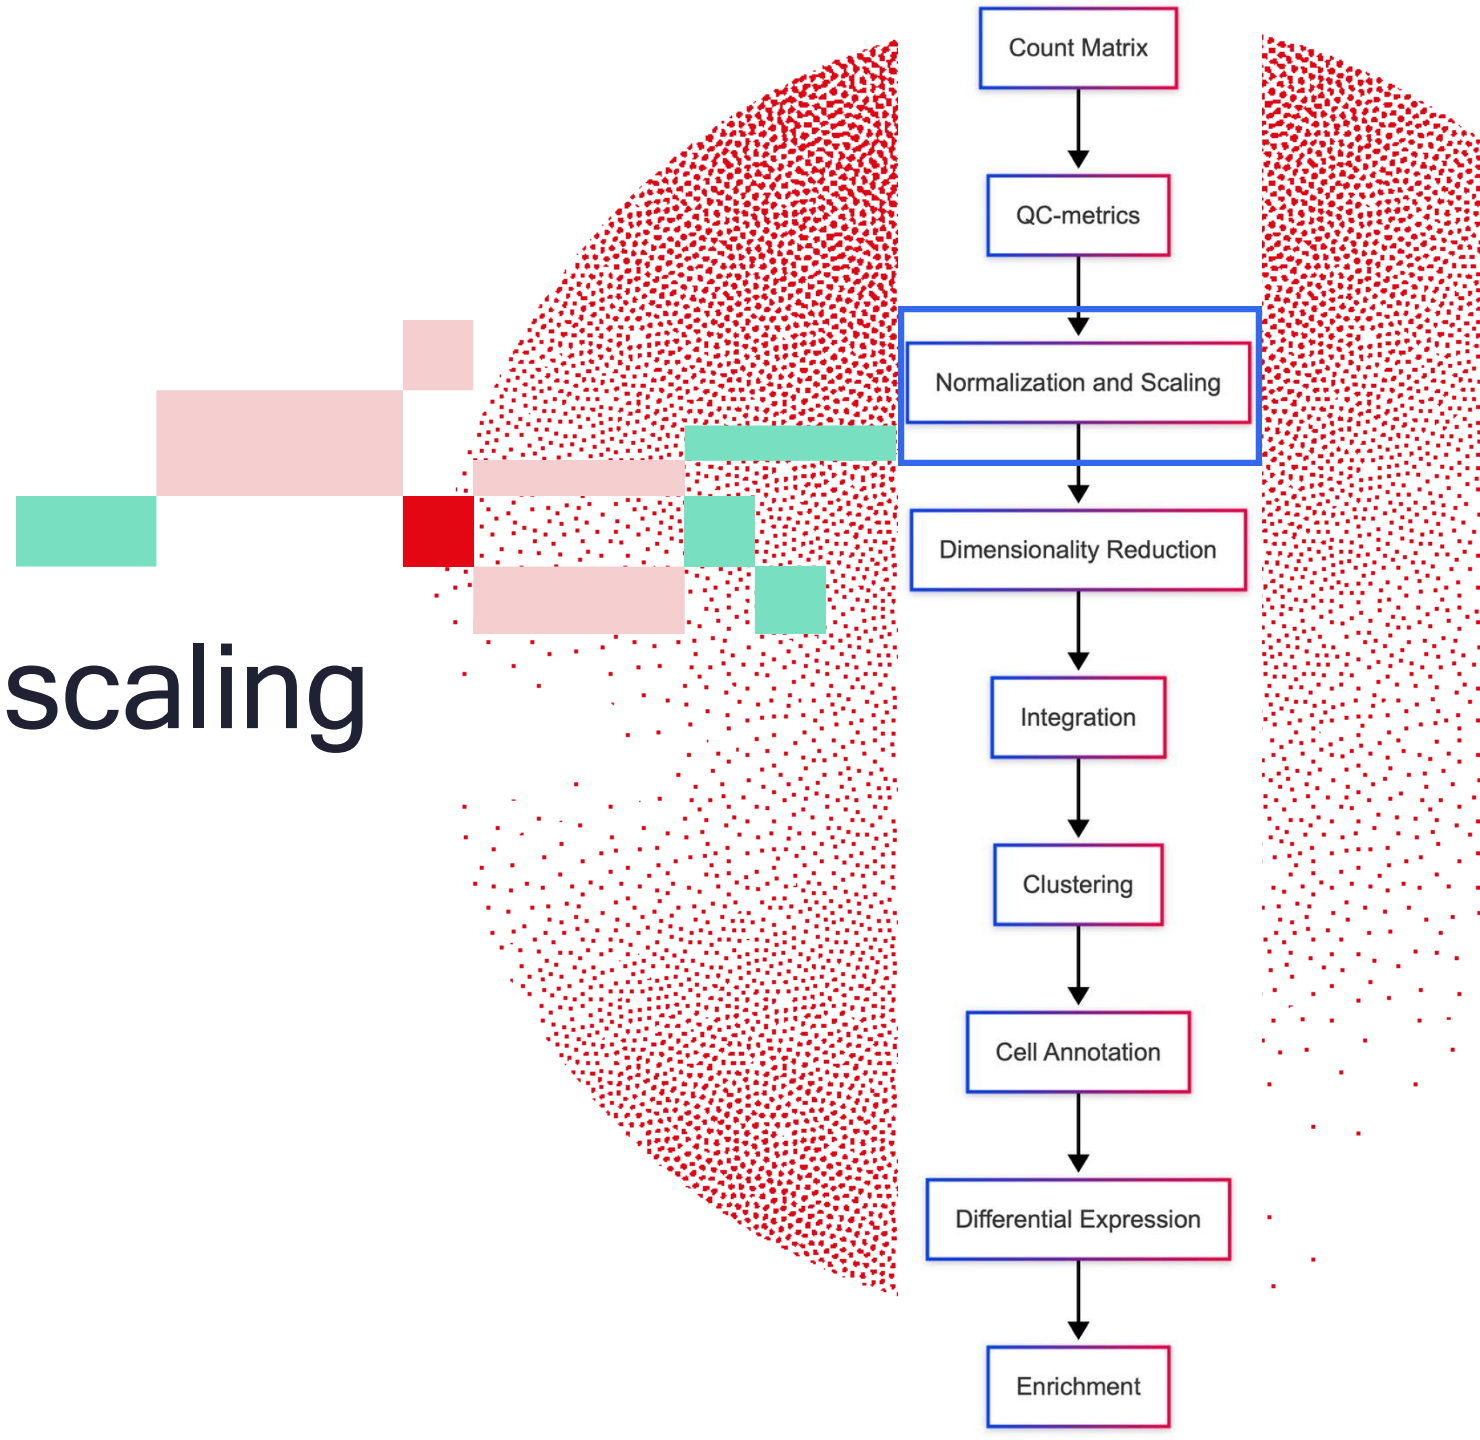 scaling
Count Matrix
QC-metrics
Normalization and Scaling
Dimensionality Reduction
Integration
Clustering
Cell Annotation
Differential Expression
Enrichment